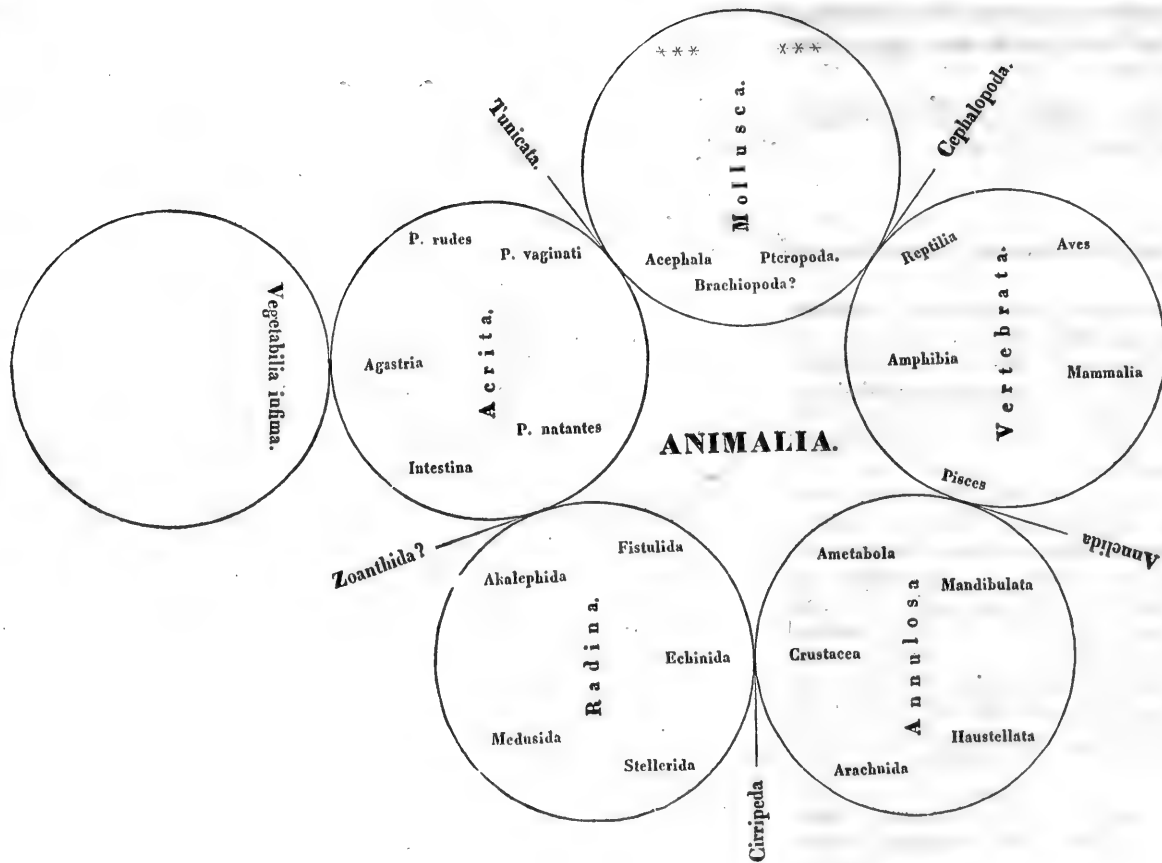 *** ***
Mollusca.
Acephala
Pteropoda.
Brachiopoda?
Tunicata.
Cephalopoda.
Vegetabilia infima.
P. rudes
P. vaginati
Agastria
Acrita.
P. natantes
Intestina
Reptilia
Aves
Vertebrata.
Amphibia
Mammalia
Pisces
ANIMALIA.
Zoanthida?
Annelida
Fistulida
Akalephida
Radina.
Echinida
Medusida
Stellerida
Cirripeda
Ametabola
Mandibulata
Annulosa
Crustacea
Haustellata
Arachnida